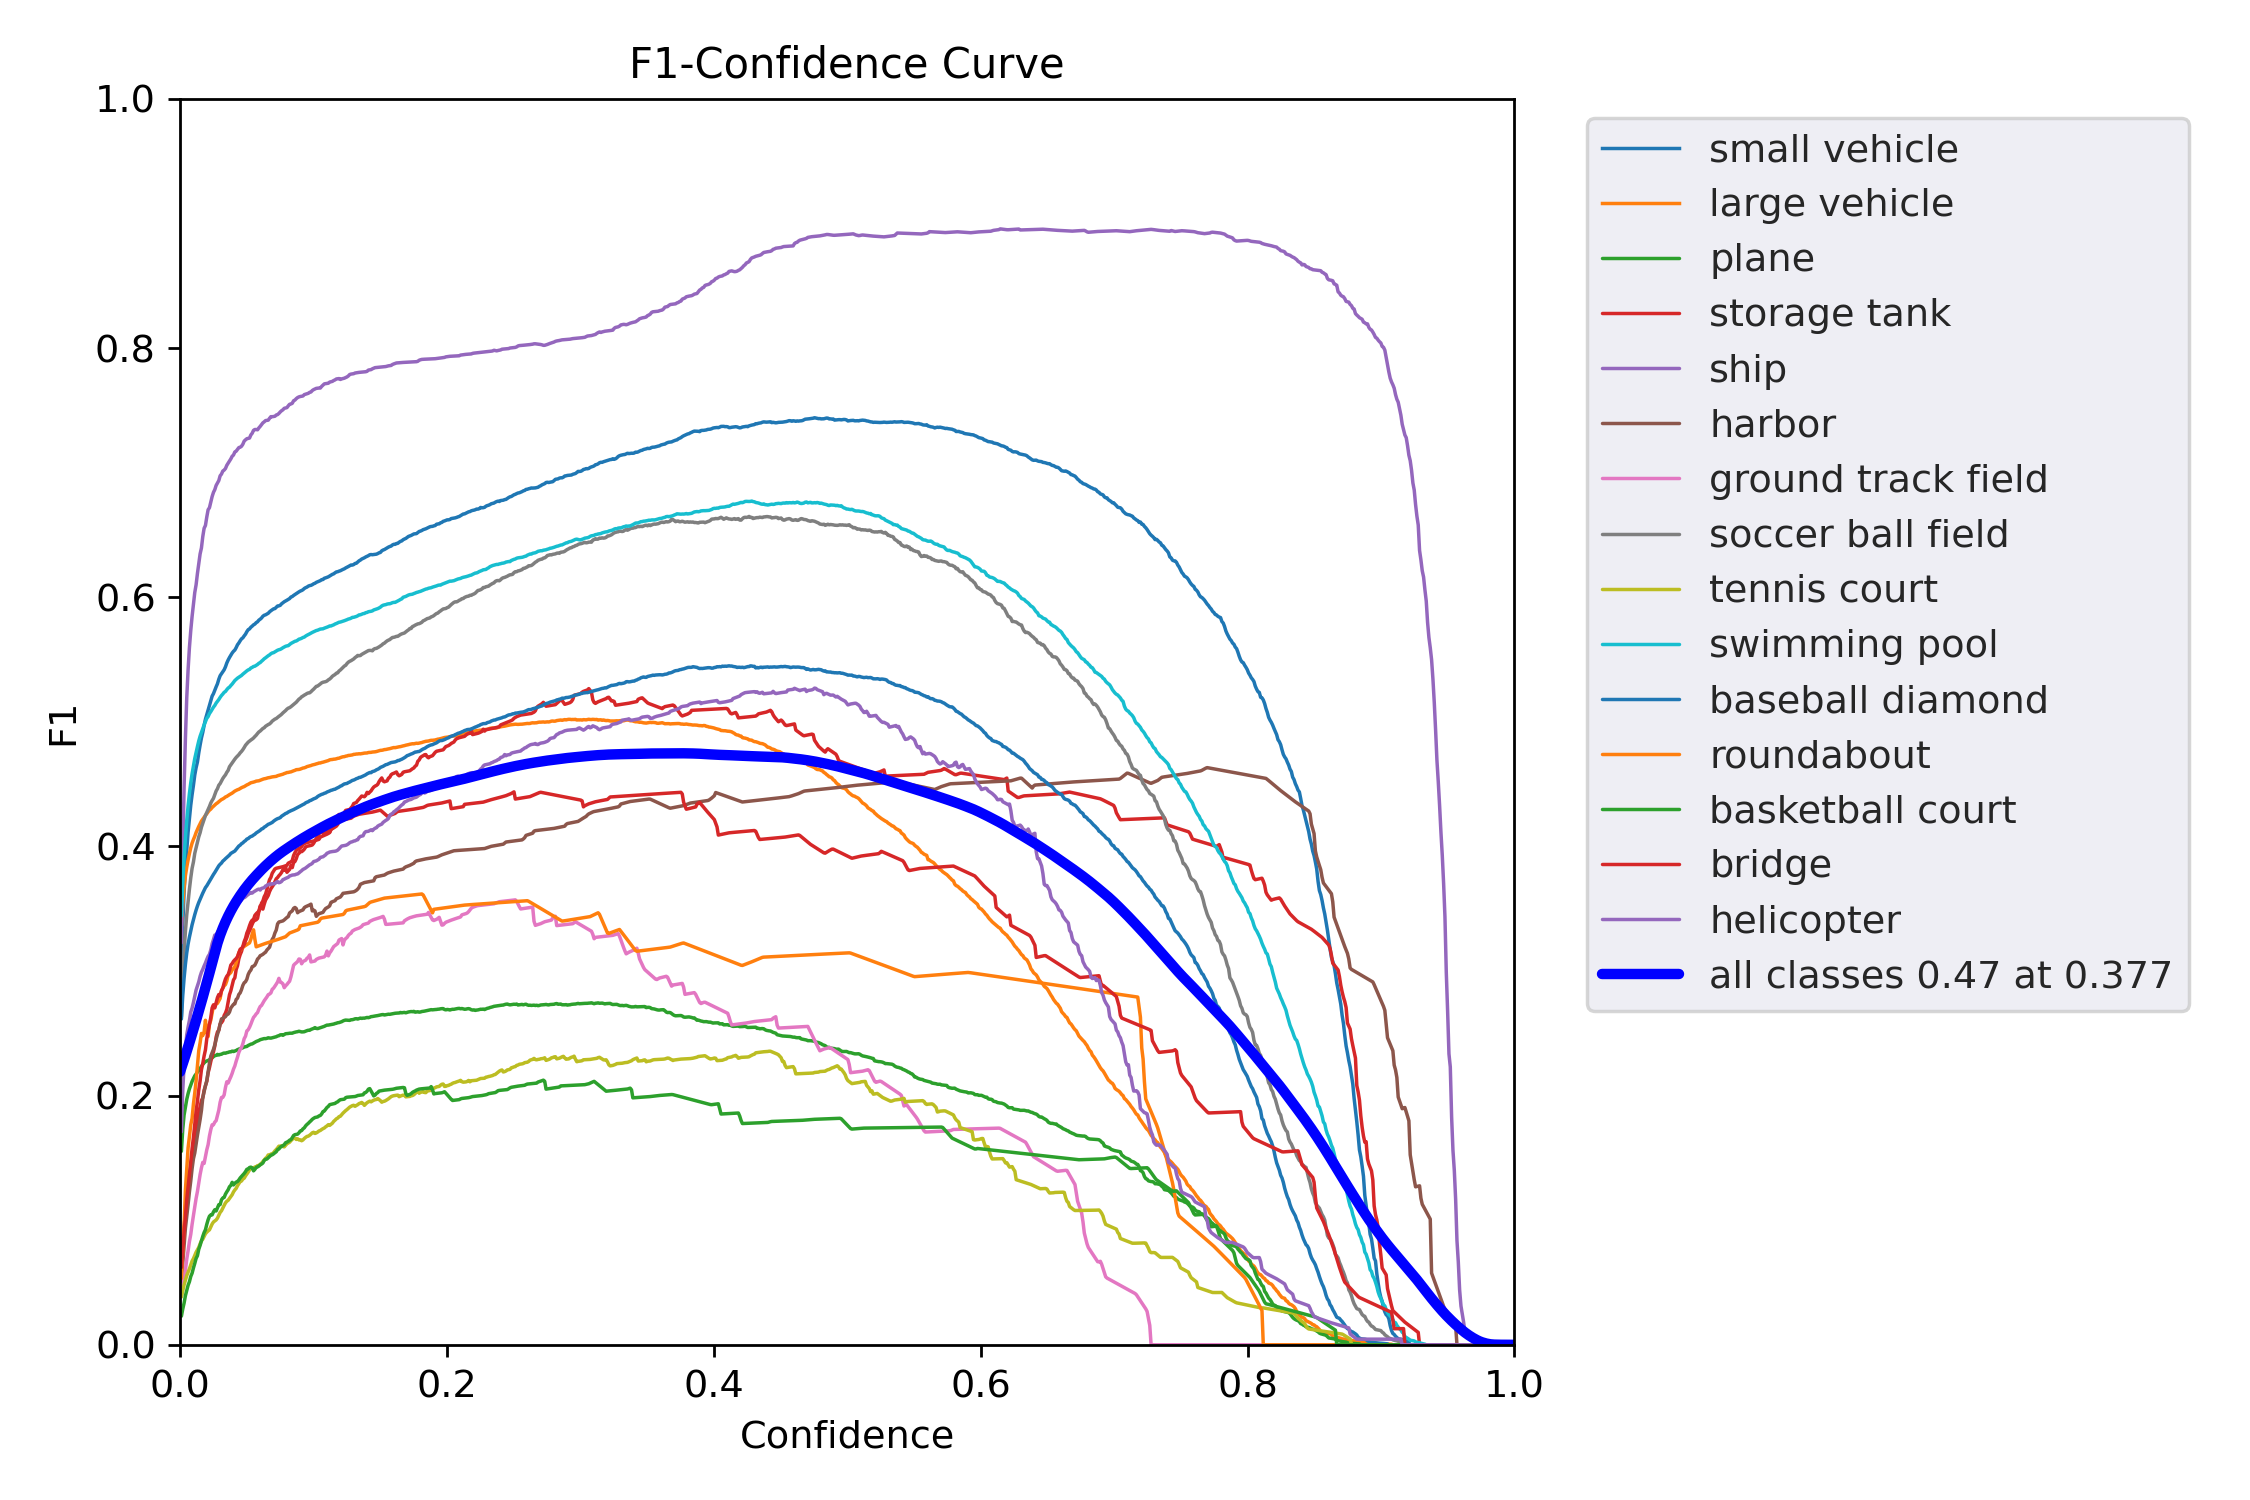 F1-Confidence Curve
1.0
0.8
0.6
0.4
0.2
0.0
F1
0.0 0.2 0.4 0.6 0.8 1.0
Confidence
small vehicle
large vehicle
plane
storage tank
ship
harbor
ground track field
soccer ball field
tennis court
swimming pool
baseball diamond
roundabout
basketball court
bridge
helicopter
all classes 0.47 at 0.377